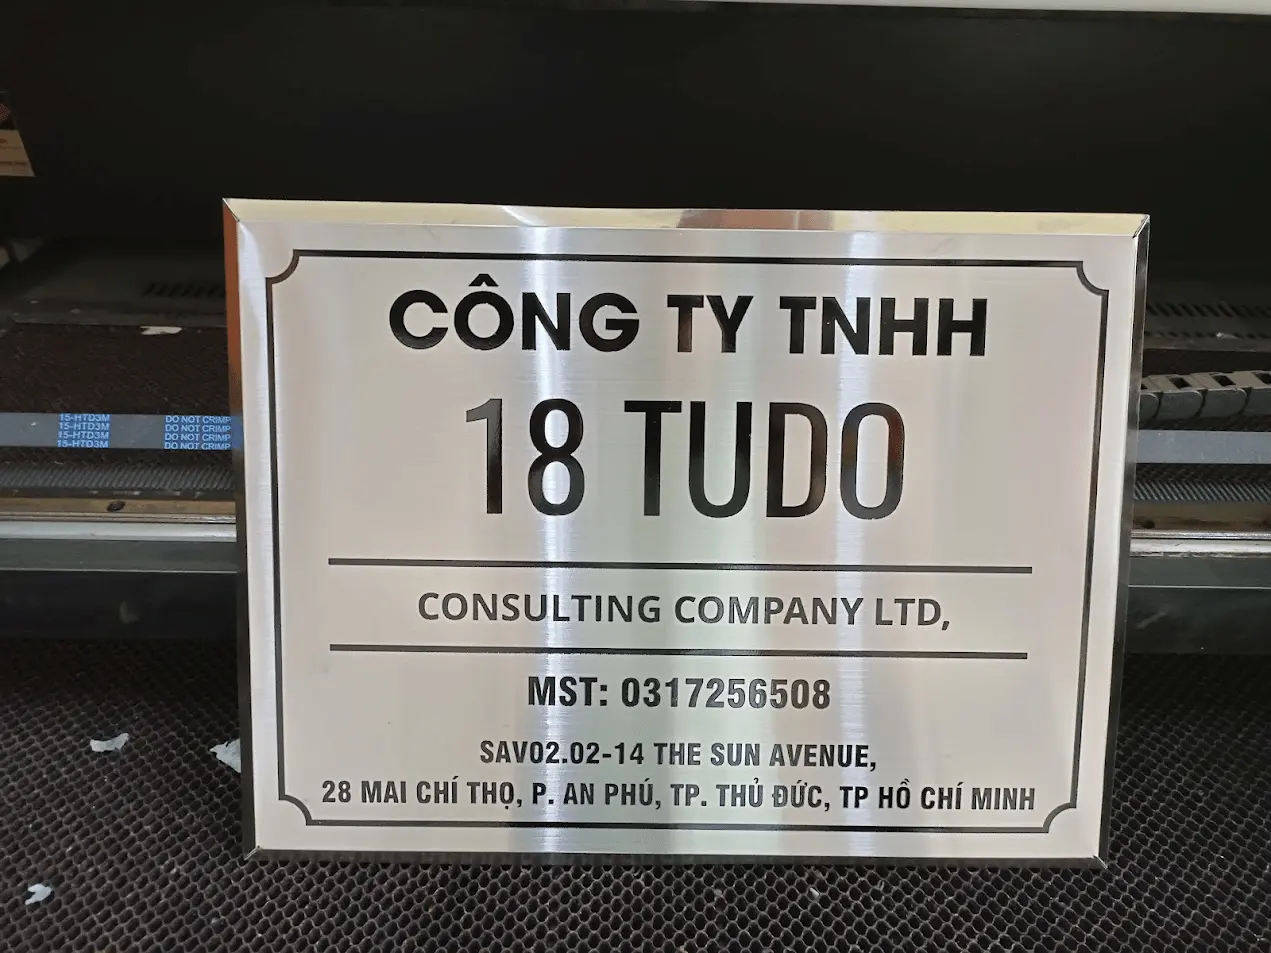 CÔNG TY TNHH
18 TUDO
CONSULTING COMPANY LTD,
MST: 0317256508
SAV02.02-14 THE SUN AVENUE,
28 MAI CHÍ THỌ, P. AN PHÚ, TP. THỦ ĐỨC, TP HỒ CHÍ MINH
15-HTD3M DO NOT CRIMP
15-HTD3M DO NOT CRIMP
15-HTD3M DO NOT CRIMP
15-HTD3M DO NOT CRIMP